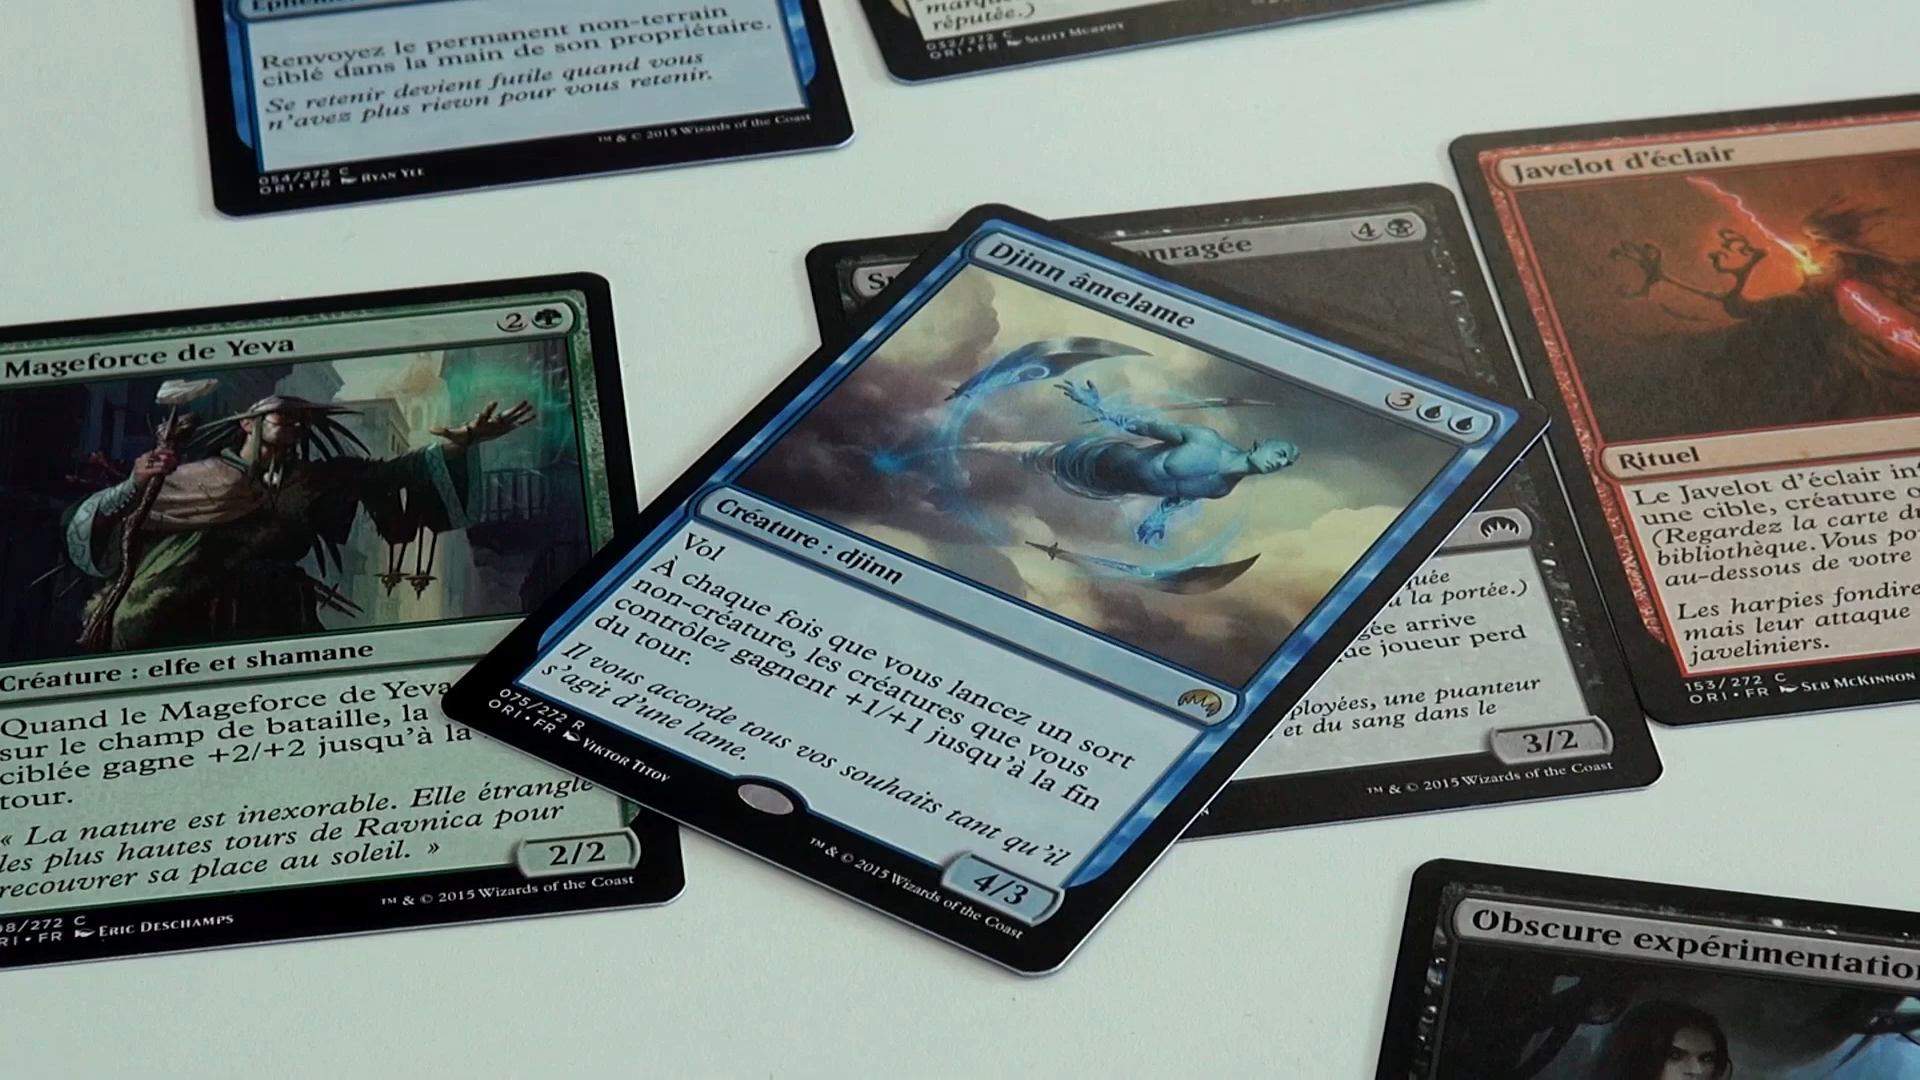 Renvoyez le permanent non-terrain
ciblé dans la main de son propriétaire.
Se retenir devient futile quand vous
n'avez plus riewn pour vous retenir.
054/272 C
ORI • FR RYAN YEE
™ & © 2015 Wizards of the Coast
réputée.)
032/272 C
ORI • FR SCOTT MURPHY
Javelot d'éclair
Rituel
Le Javelot d'éclair
une cible, créature
(Regardez la carte
bibliothèque. Vous
au-dessous de votre
Les harpies
mais leur attaque
javeliniers.
153/272 C
ORI • FR SEB MCKINNON
4
3/2
la portée.)
arrive
joueur perd
une puanteur
et du sang dans le
™ & © 2015 Wizards of the Coast
Mageforce de Yeva
2
Créature : elfe et shamane
Quand le Mageforce de Yeva
sur le champ de bataille, la
ciblée gagne +2/+2 jusqu'à la
tour.
« La nature est inexorable. Elle étrangle
les plus hautes tours de Ravnica pour
recouvrer sa place au soleil. »
2/2
/272 C
FR ERIC DESCHAMPS
™ & © 2015 Wizards of the Coast
Djinn âmelame
3
Créature : djinn
Vol
À chaque fois que vous lancez un sort
non-créature, les créatures que vous
contrôlez gagnent +1/+1 jusqu'à la fin
du tour.
Il vous accorde tous vos souhaits tant qu'il
s'agit d'une lame.
4/3
075/272 R
ORI • FR VIKTOR TITOV
™ & © 2015 Wizards of the Coast
Obscure